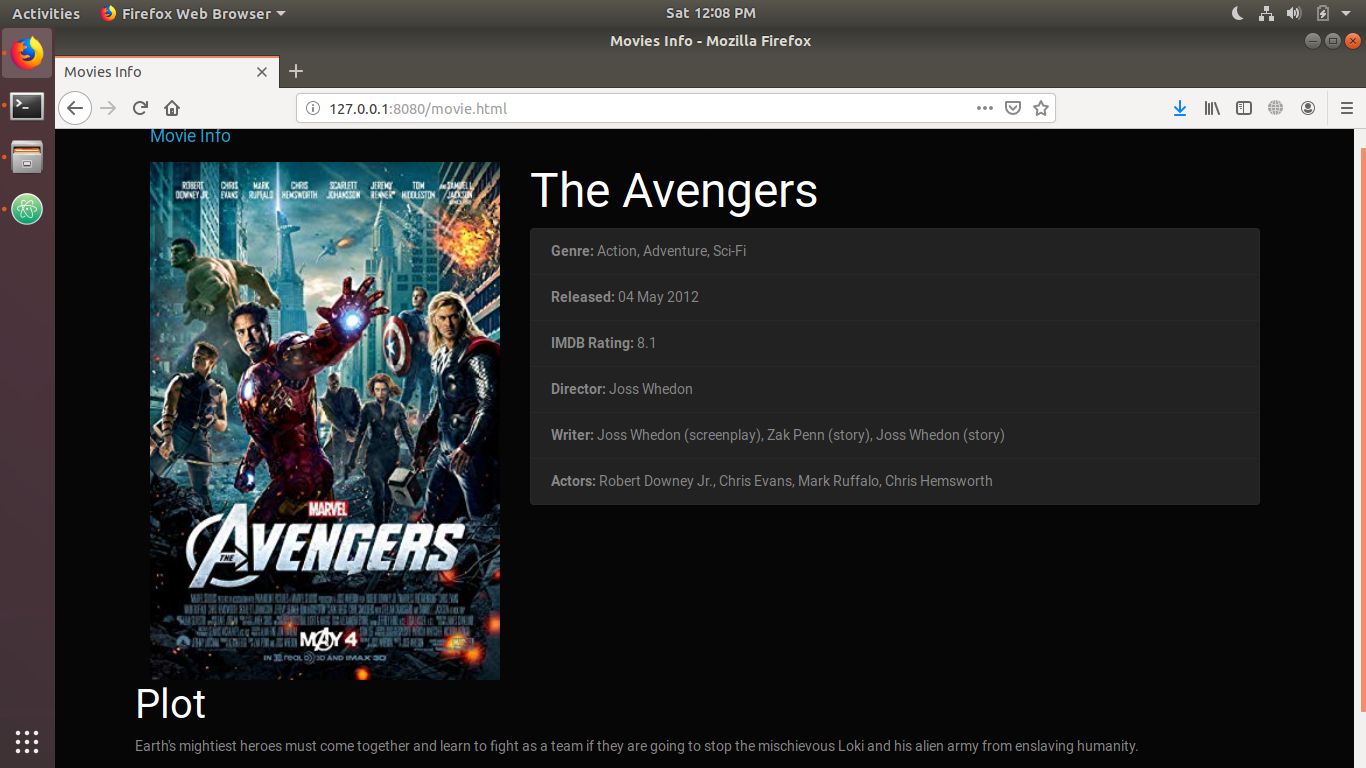 Activities
Firefox Web Browser
Sat 12:08 PM
Movies Info - Mozilla Firefox
Movies Info
127.0.0.1:8080/movie.html
Movie Info
ROBERT DOWNEY JR.
CHRIS EVANS
MARK RUFFALO
CHRIS HEMSWORTH
SCARLETT JOHANSSON
JEREMY RENNER
TOM HIDDLESTON
AND SAMUEL L. JACKSON
MARVEL
THE AVENGERS
MAY 4
IN REAL D 3D AND IMAX 3D
The Avengers
Genre: Action, Adventure, Sci-Fi
Released: 04 May 2012
IMDB Rating: 8.1
Director: Joss Whedon
Writer: Joss Whedon (screenplay), Zak Penn (story), Joss Whedon (story)
Actors: Robert Downey Jr., Chris Evans, Mark Ruffalo, Chris Hemsworth
Plot
Earth's mightiest heroes must come together and learn to fight as a team if they are going to stop the mischievous Loki and his alien army from enslaving humanity.